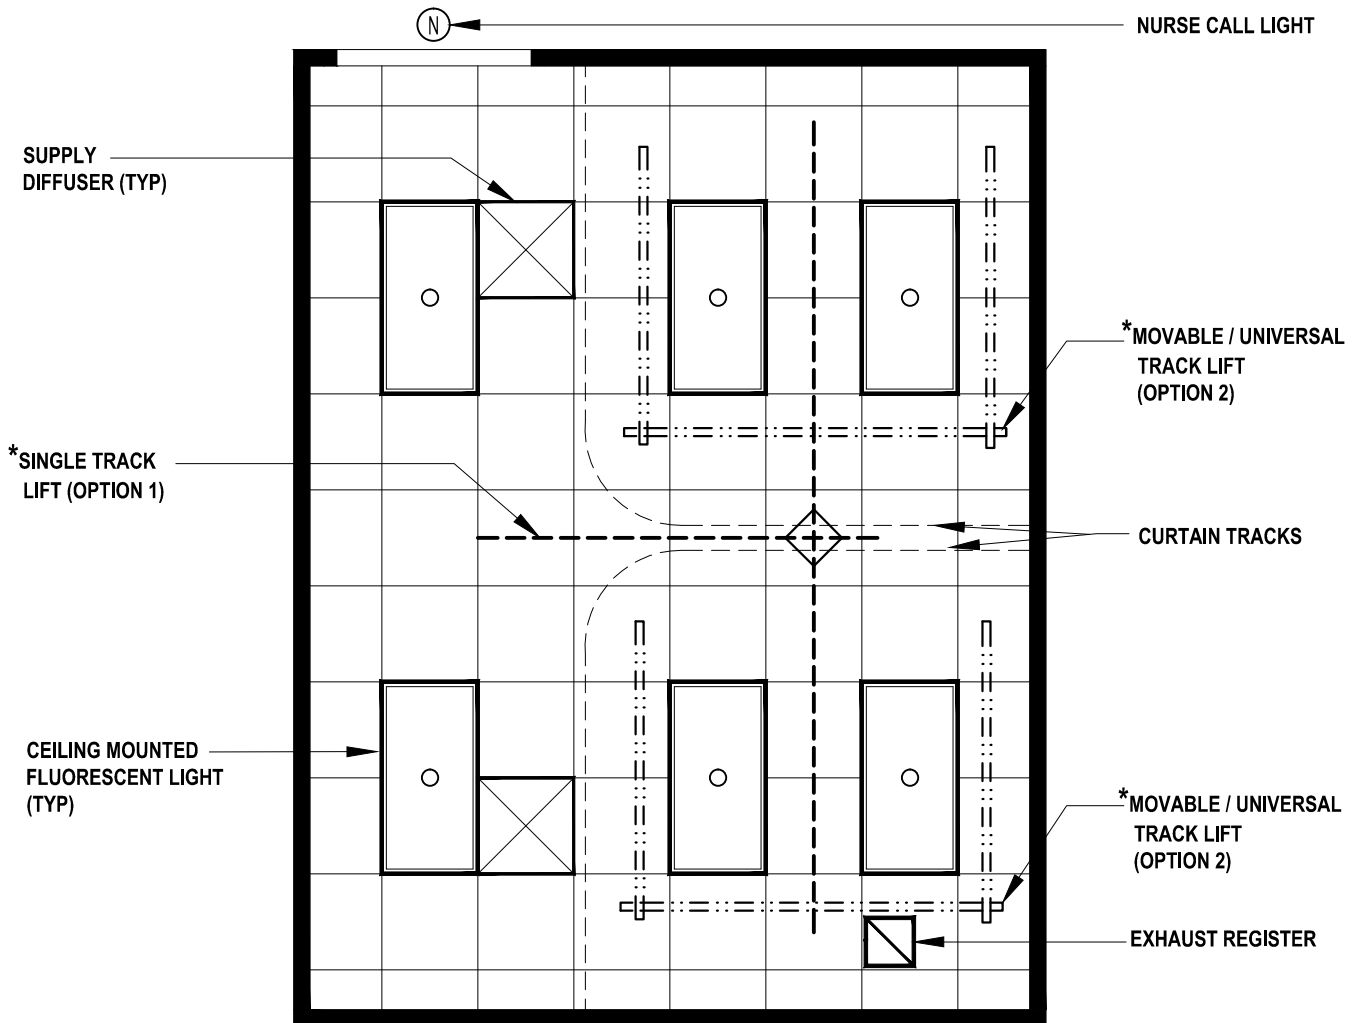 N
NURSE CALL LIGHT
SUPPLY
DIFFUSER (TYP)
*MOVABLE / UNIVERSAL
TRACK LIFT
(OPTION 2)
*SINGLE TRACK
LIFT (OPTION 1)
CURTAIN TRACKS
CEILING MOUNTED
FLUORESCENT LIGHT
(TYP)
*MOVABLE / UNIVERSAL
TRACK LIFT
(OPTION 2)
EXHAUST REGISTER